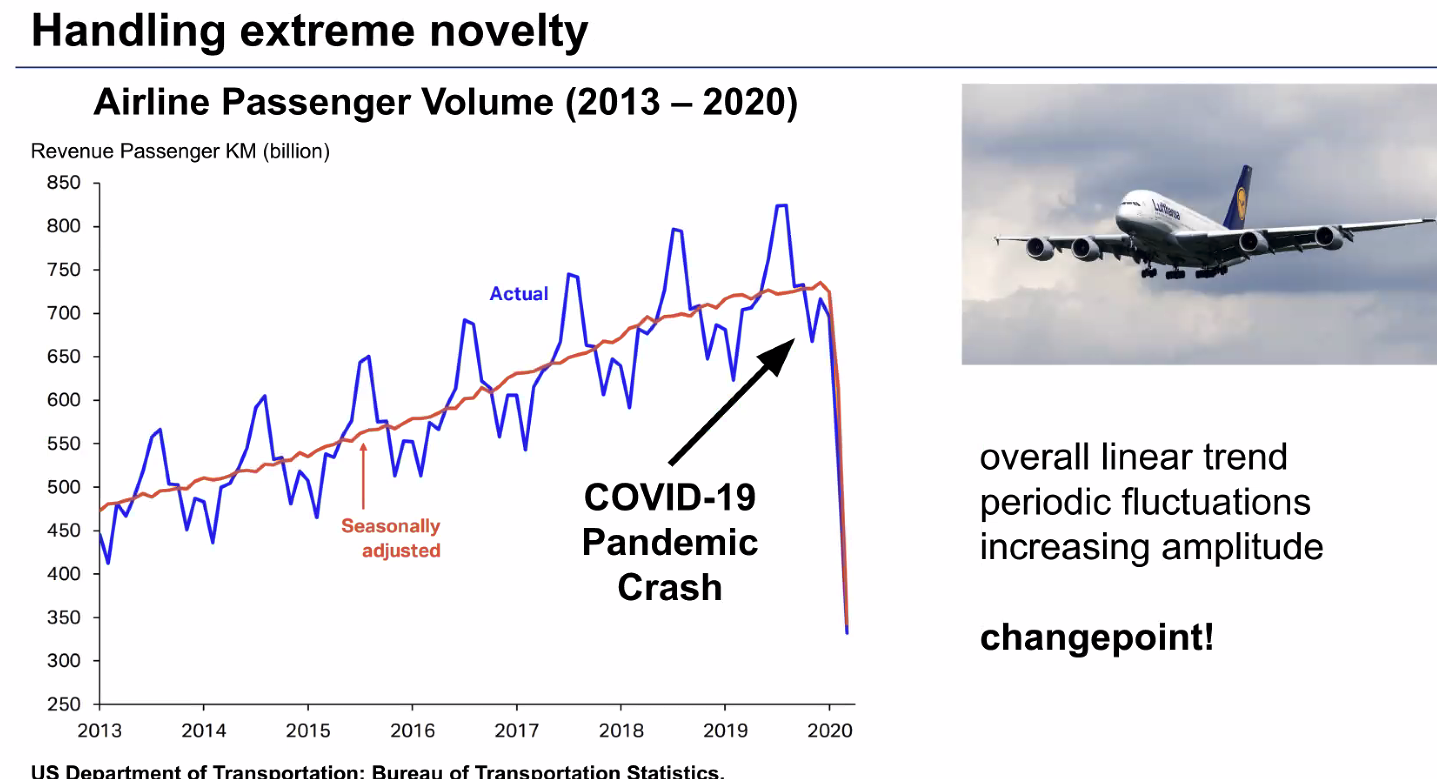 Handling extreme novelty
Airline Passenger Volume (2013 – 2020)
Revenue Passenger KM (billion)
850
800
750
700
650
600
550
500
450
400
350
300
250
2013 2014 2015 2016 2017 2018 2019 2020
Actual
Seasonally
adjusted
COVID-19
Pandemic
Crash
US Department of Transportation: Bureau of Transportation Statistics.
Lufthansa
overall linear trend
periodic fluctuations
increasing amplitude
changepoint!